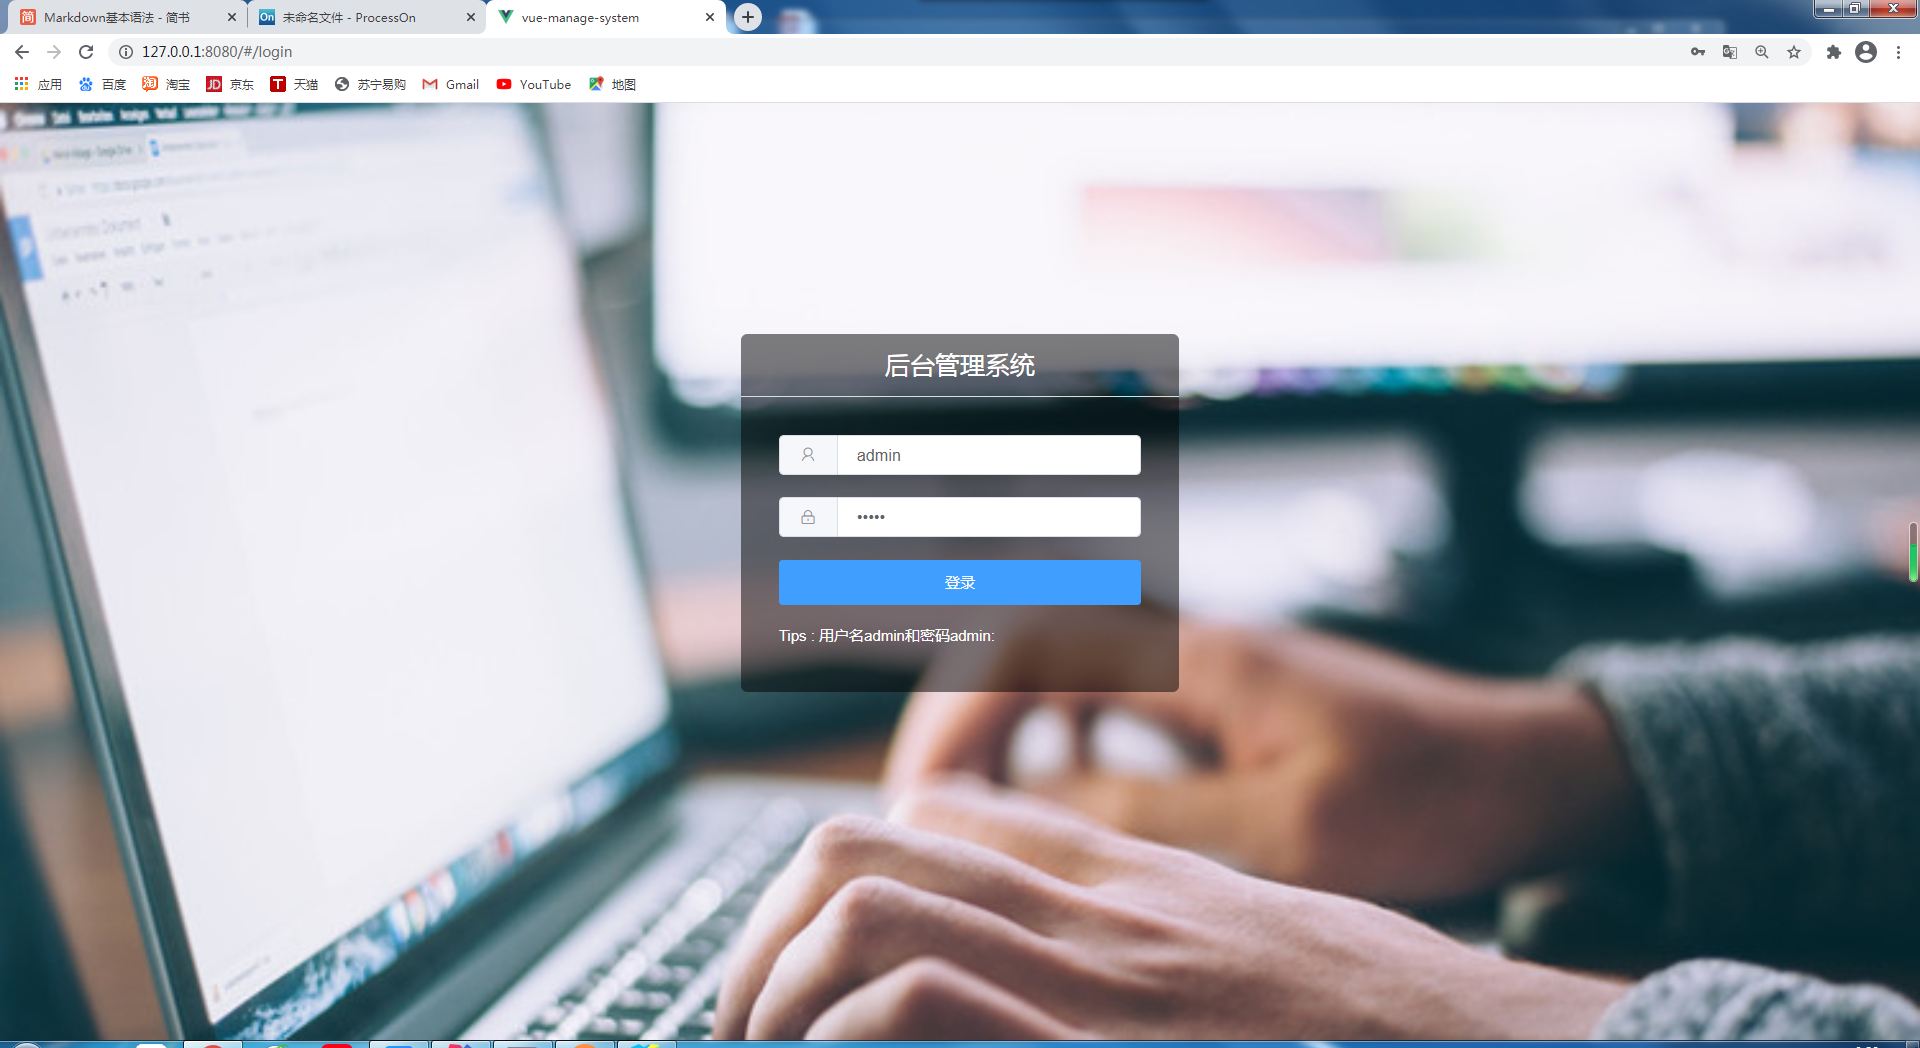 Markdown基本语法 - 简书
未命名文件 - ProcessOn
vue-manage-system
127.0.0.1:8080/#/login
应用
百度
淘宝
京东
天猫
苏宁易购
Gmail
YouTube
地图
后台管理系统
admin
•••••
登录
Tips : 用户名admin和密码admin: